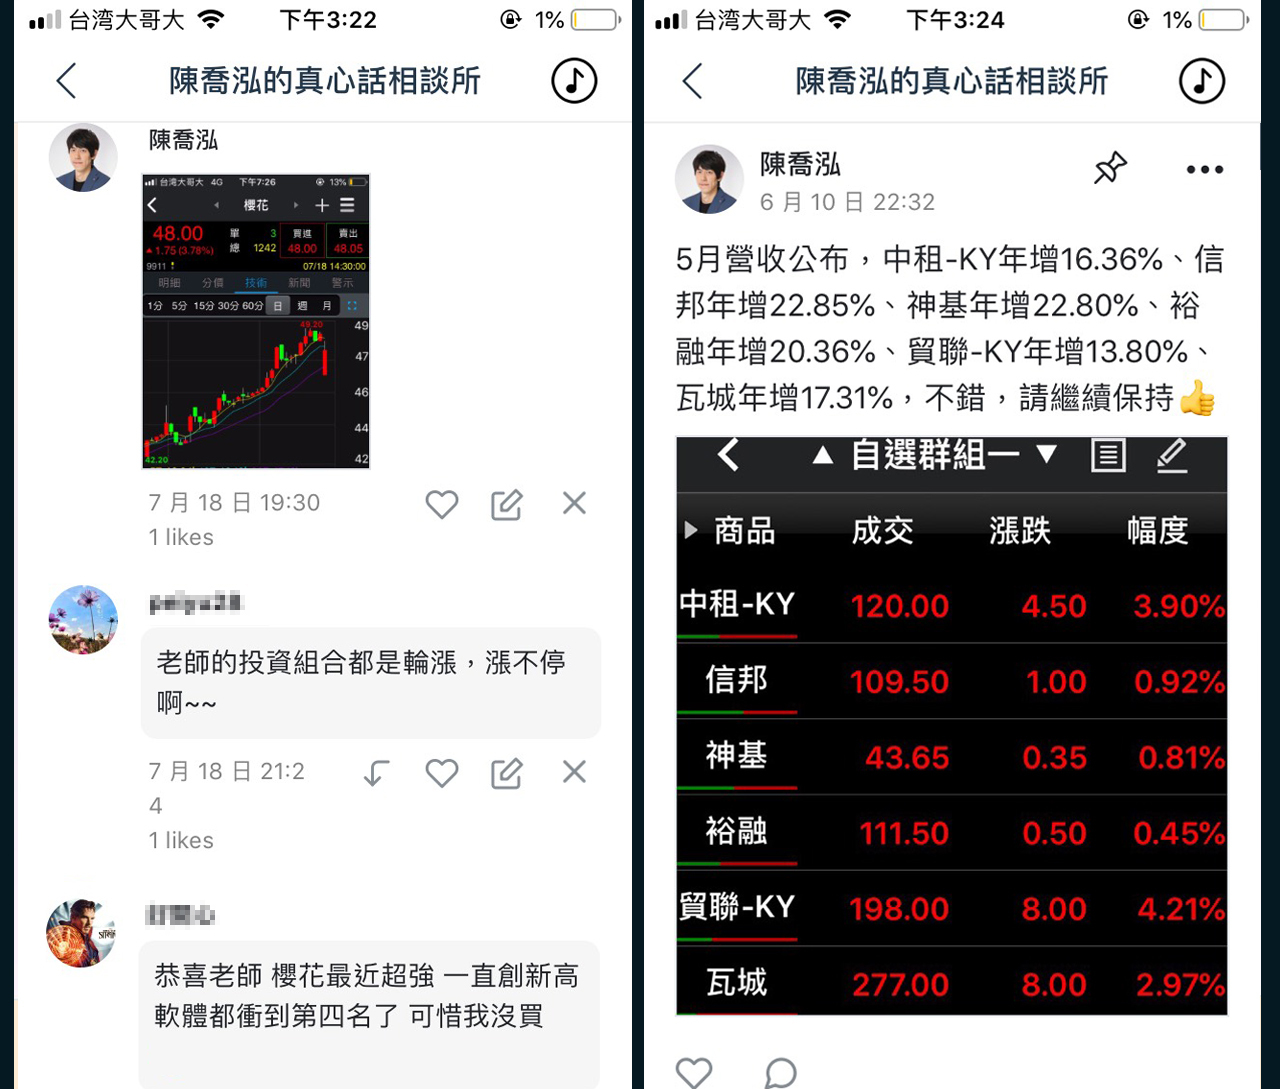 台湾大哥大
下午3:22
1%
陳喬泓的真心話相談所
陳喬泓
台湾大哥大 4G 下午7:26 13%
櫻花
48.00
▲1.75 (3.78%)
單 3
總 1242
買進
48.00
賣出
48.05
9911
07/18 14:30:00
明細 分價 技術 新聞 警示
1分 5分 15分 30分 60分 日 週 月
49.20
49
47
46
44
42
42.20
7 月 18 日 19:30
1 likes
老師的投資組合都是輪漲，漲不停
啊~~
7 月 18 日 21:2
4
1 likes
恭喜老師 櫻花最近超強 一直創新高
軟體都衝到第四名了 可惜我沒買
台湾大哥大
下午3:24
1%
陳喬泓的真心話相談所
陳喬泓
6 月 10 日 22:32
5月營收公布，中租-KY年增16.36%、信
邦年增22.85%、神基年增22.80%、裕
融年增20.36%、貿聯-KY年增13.80%、
瓦城年增17.31%，不錯，請繼續保持👍
▲ 自選群組一 ▼
商品 成交 漲跌 幅度
中租-KY 120.00 4.50 3.90%
信邦 109.50 1.00 0.92%
神基 43.65 0.35 0.81%
裕融 111.50 0.50 0.45%
貿聯-KY 198.00 8.00 4.21%
瓦城 277.00 8.00 2.97%